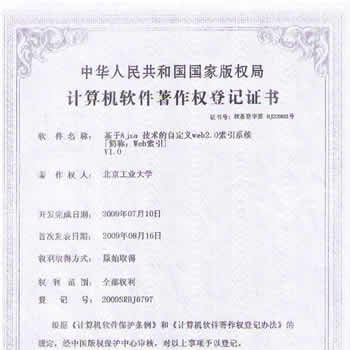 中华人民共和国国家版权局
计算机软件著作权登记证书
证书号：软著登字第
软件名称： 基于Ajxa 技术的自定义web2.0索引系统
[简称：Web索引]
V1.0
著作权人： 北京工业大学
开发完成日期： 2009年07月10日
首次发表日期： 2009年08月16日
权利取得方式： 原始取得
权利范围： 全部权利
登记号： 2009SRBJ6797
根据《计算机软件保护条例》和《计算机软件著作权登记办法》的
规定，经中国版权保护中心审核，对以上事项予以登记。